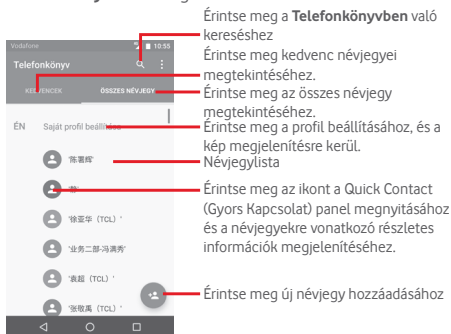 Érintse meg a Telefonkönyvben való
kereséshez
Érintse meg kedvenc névjegyei
megtekintéséhez.
Érintse meg az összes névjegy
megtekintéséhez.
Érintse meg a profil beállításához, és a
kép megjelenítésre kerül.
Névjegylista
Érintse meg az ikont a Quick Contact
(Gyors Kapcsolat) panel megnyitásához
és a névjegyekre vonatkozó részletes
információk megjelenítéséhez.
Érintse meg új névjegy hozzáadásához
Vodafone 10:55
Telefonkönyv
KEDVENCEK ÖSSZES NÉVJEGY
ÉN Saját profil beállítása
'陈署辉'
'徐亚华（TCL）'
'业务二部-冯满秀'
'袁超（TCL）'
'张敬禹（TCL）'